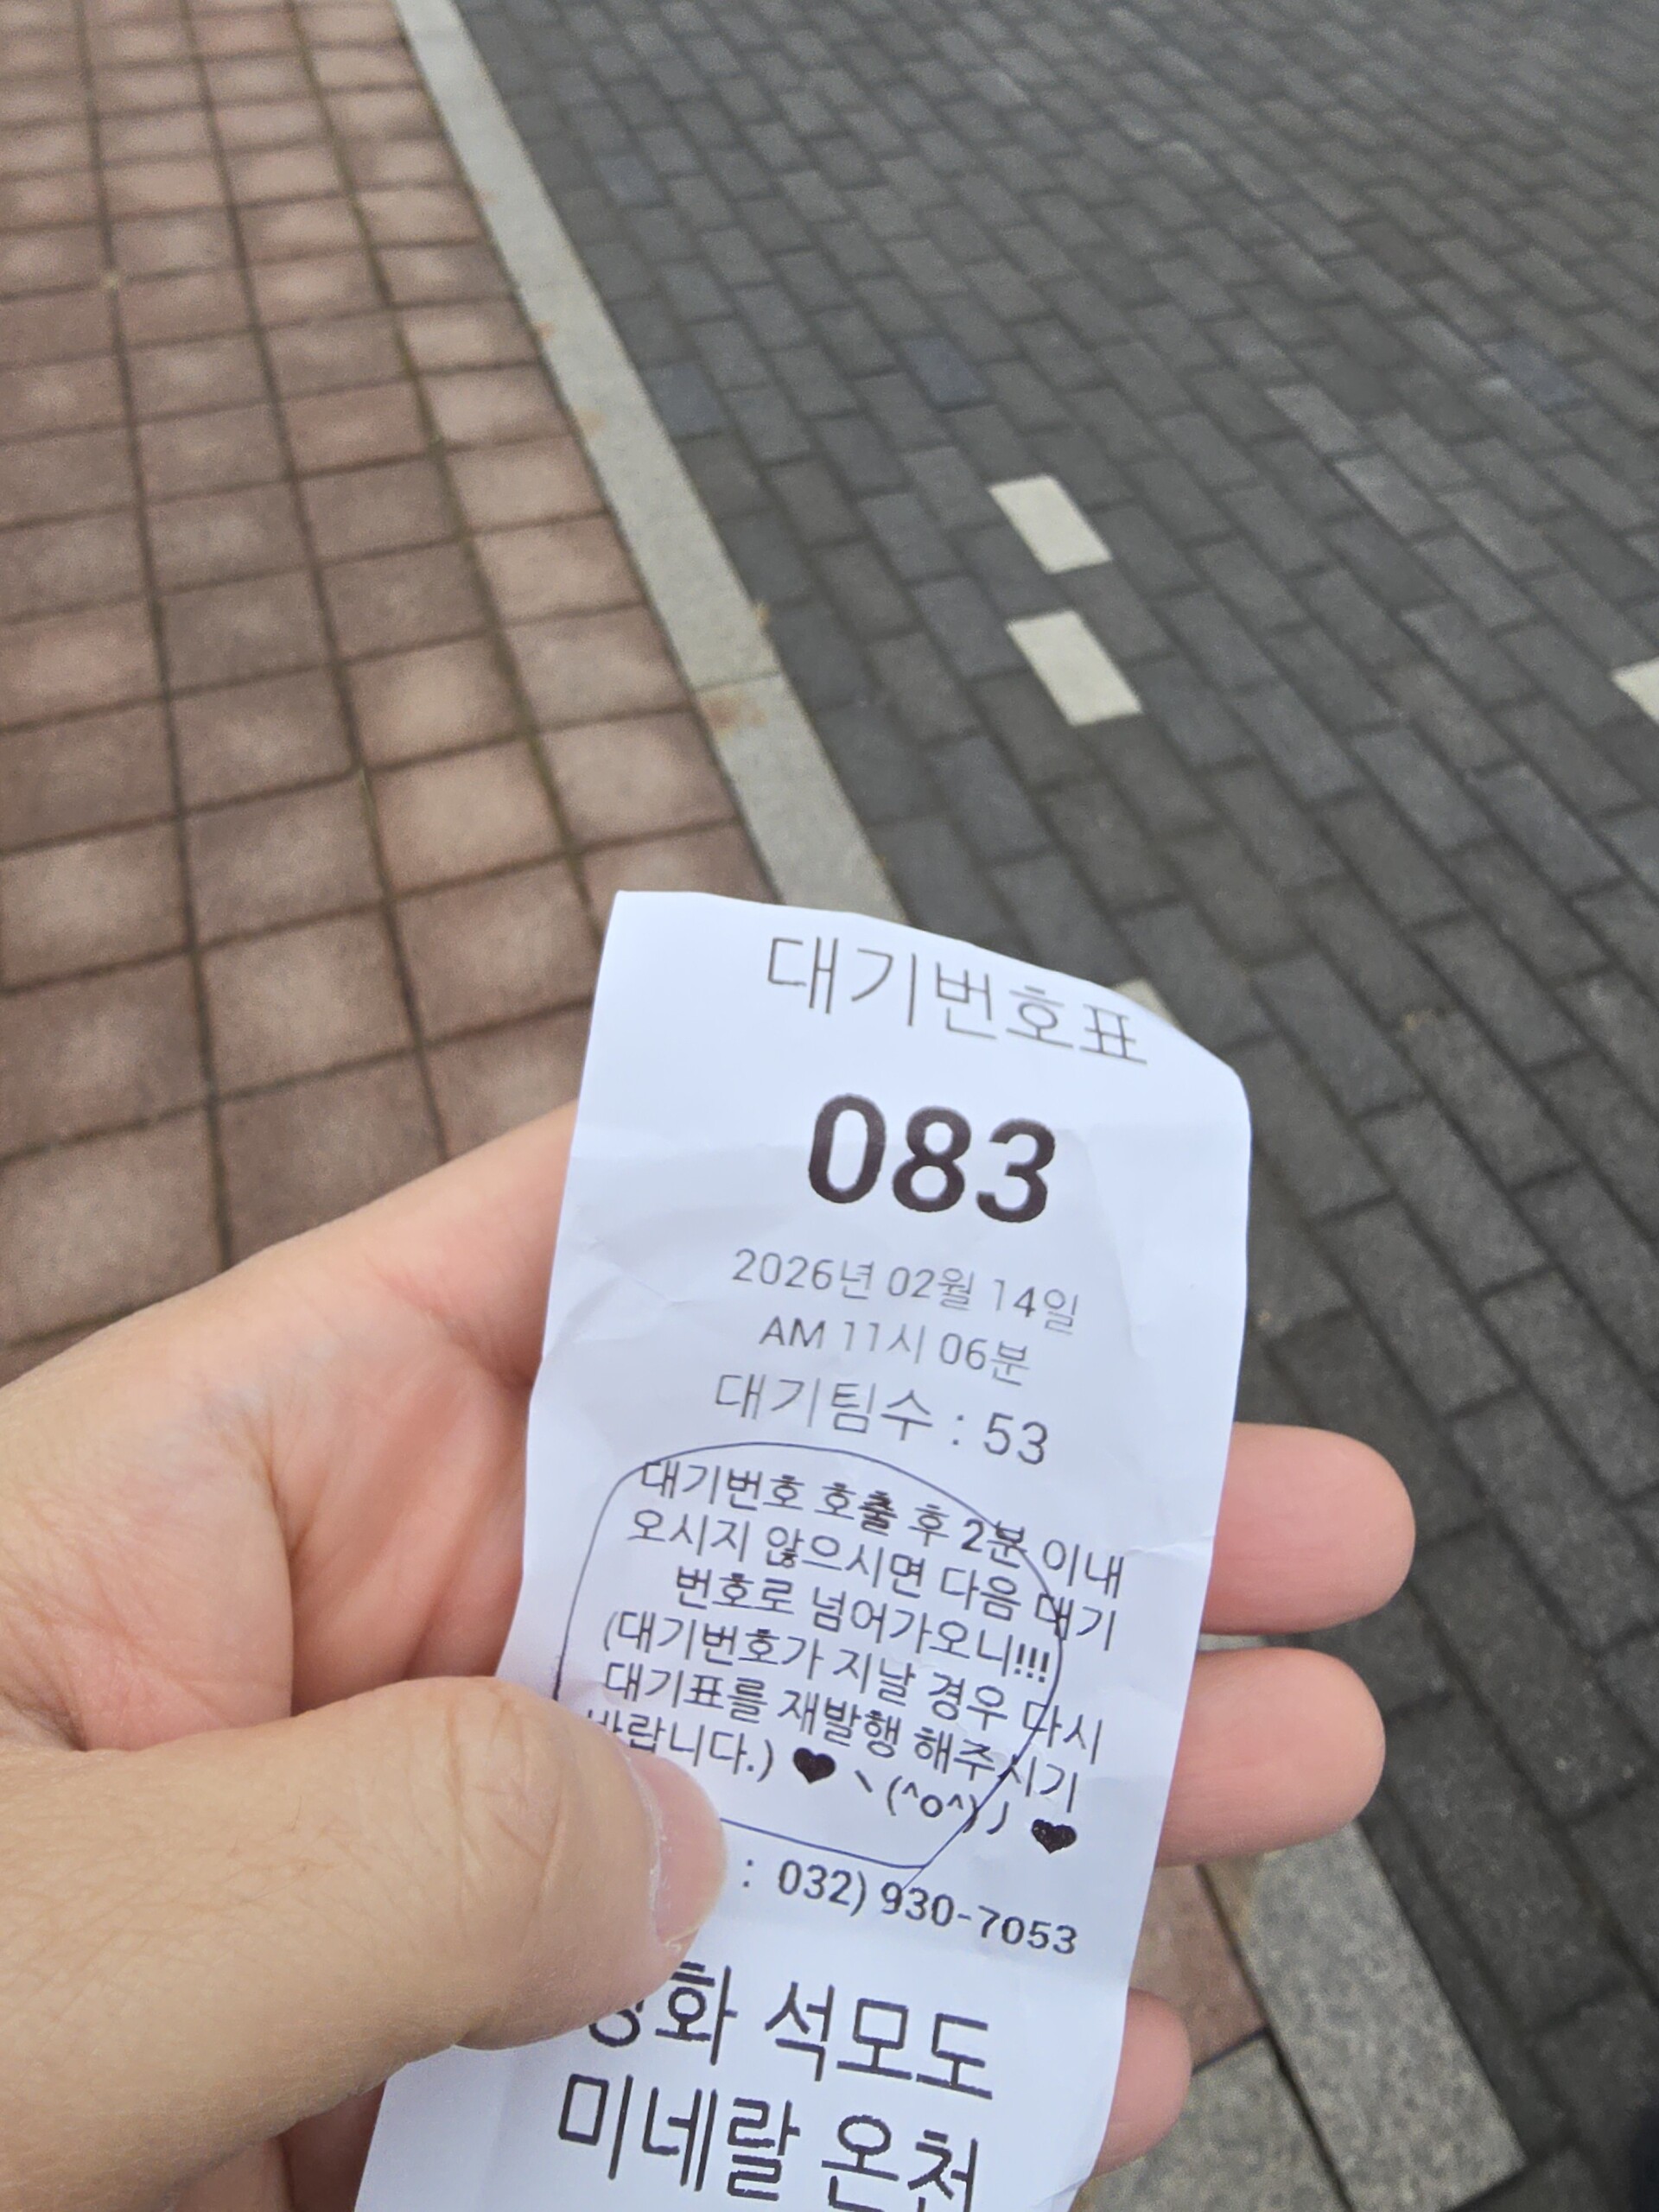 대기번호표
083
2026년 02월 14일
AM 11시 06분
대기팀수 : 53
대기번호 호출 후 2분 이내
오시지 않으시면 다음 대기
번호로 넘어가오니!!!
(대기번호가 지날 경우 다시
대기표를 재발행 해주시기
바랍니다.) ♥ヽ(^o^)丿♥
: 032) 930-7053
강화 석모도
미네랄 온천